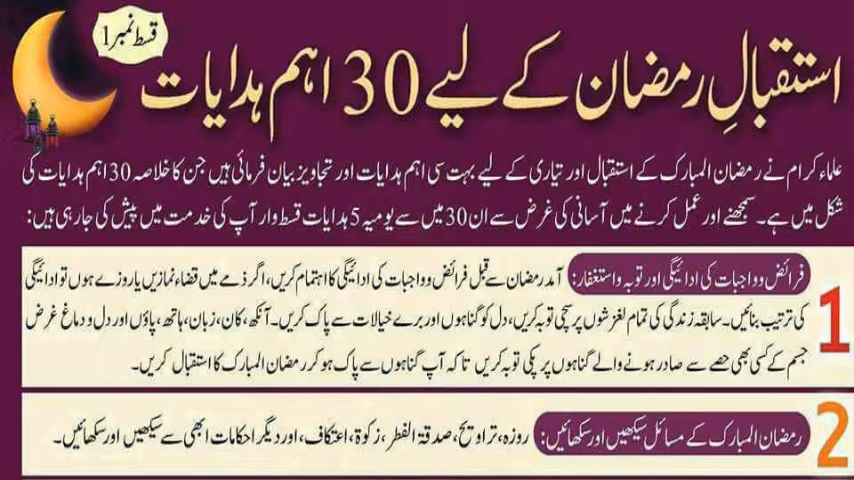 قسط نمبر 1
استقبالِ رمضان کے لیے 30 اہم ہدایات
علماء کرام نے رمضان المبارک کے استقبال اور تیاری کے لیے بہت سی اہم ہدایات اور تجاویز بیان فرمائی ہیں جن کا خلاصہ 30 اہم ہدایات کی
شکل میں ہے۔ سمجھنے اور عمل کرنے میں آسانی کی غرض سے ان 30 میں سے یومیہ 5 ہدایات قسط وار آپ کی خدمت میں پیش کی جا رہی ہیں:
1
فرائض و واجبات کی ادائیگی اور توبہ و استغفار: آمد رمضان سے قبل فرائض و واجبات کی ادائیگی کا اہتمام کریں، اگر ذمے میں قضاء نمازیں یا روزے ہوں تو ادائیگی
کی ترتیب بنائیں۔ سابقہ زندگی کی تمام لغزشوں پر سچی توبہ کریں، دل کو گناہوں اور برے خیالات سے پاک کریں۔ آنکھ، کان، زبان، ہاتھ، پاؤں اور دل و دماغ غرض
جسم کے کسی بھی حصے سے صادر ہونے والے گناہوں پر پکی توبہ کریں تا کہ آپ گناہوں سے پاک ہو کر رمضان المبارک کا استقبال کریں۔
2
رمضان المبارک کے مسائل سیکھیں اور سکھائیں: روزہ، تراویح، صدقۃ الفطر، زکوۃ، اعتکاف، اور دیگر احکامات ابھی سے سیکھیں اور سکھائیں۔